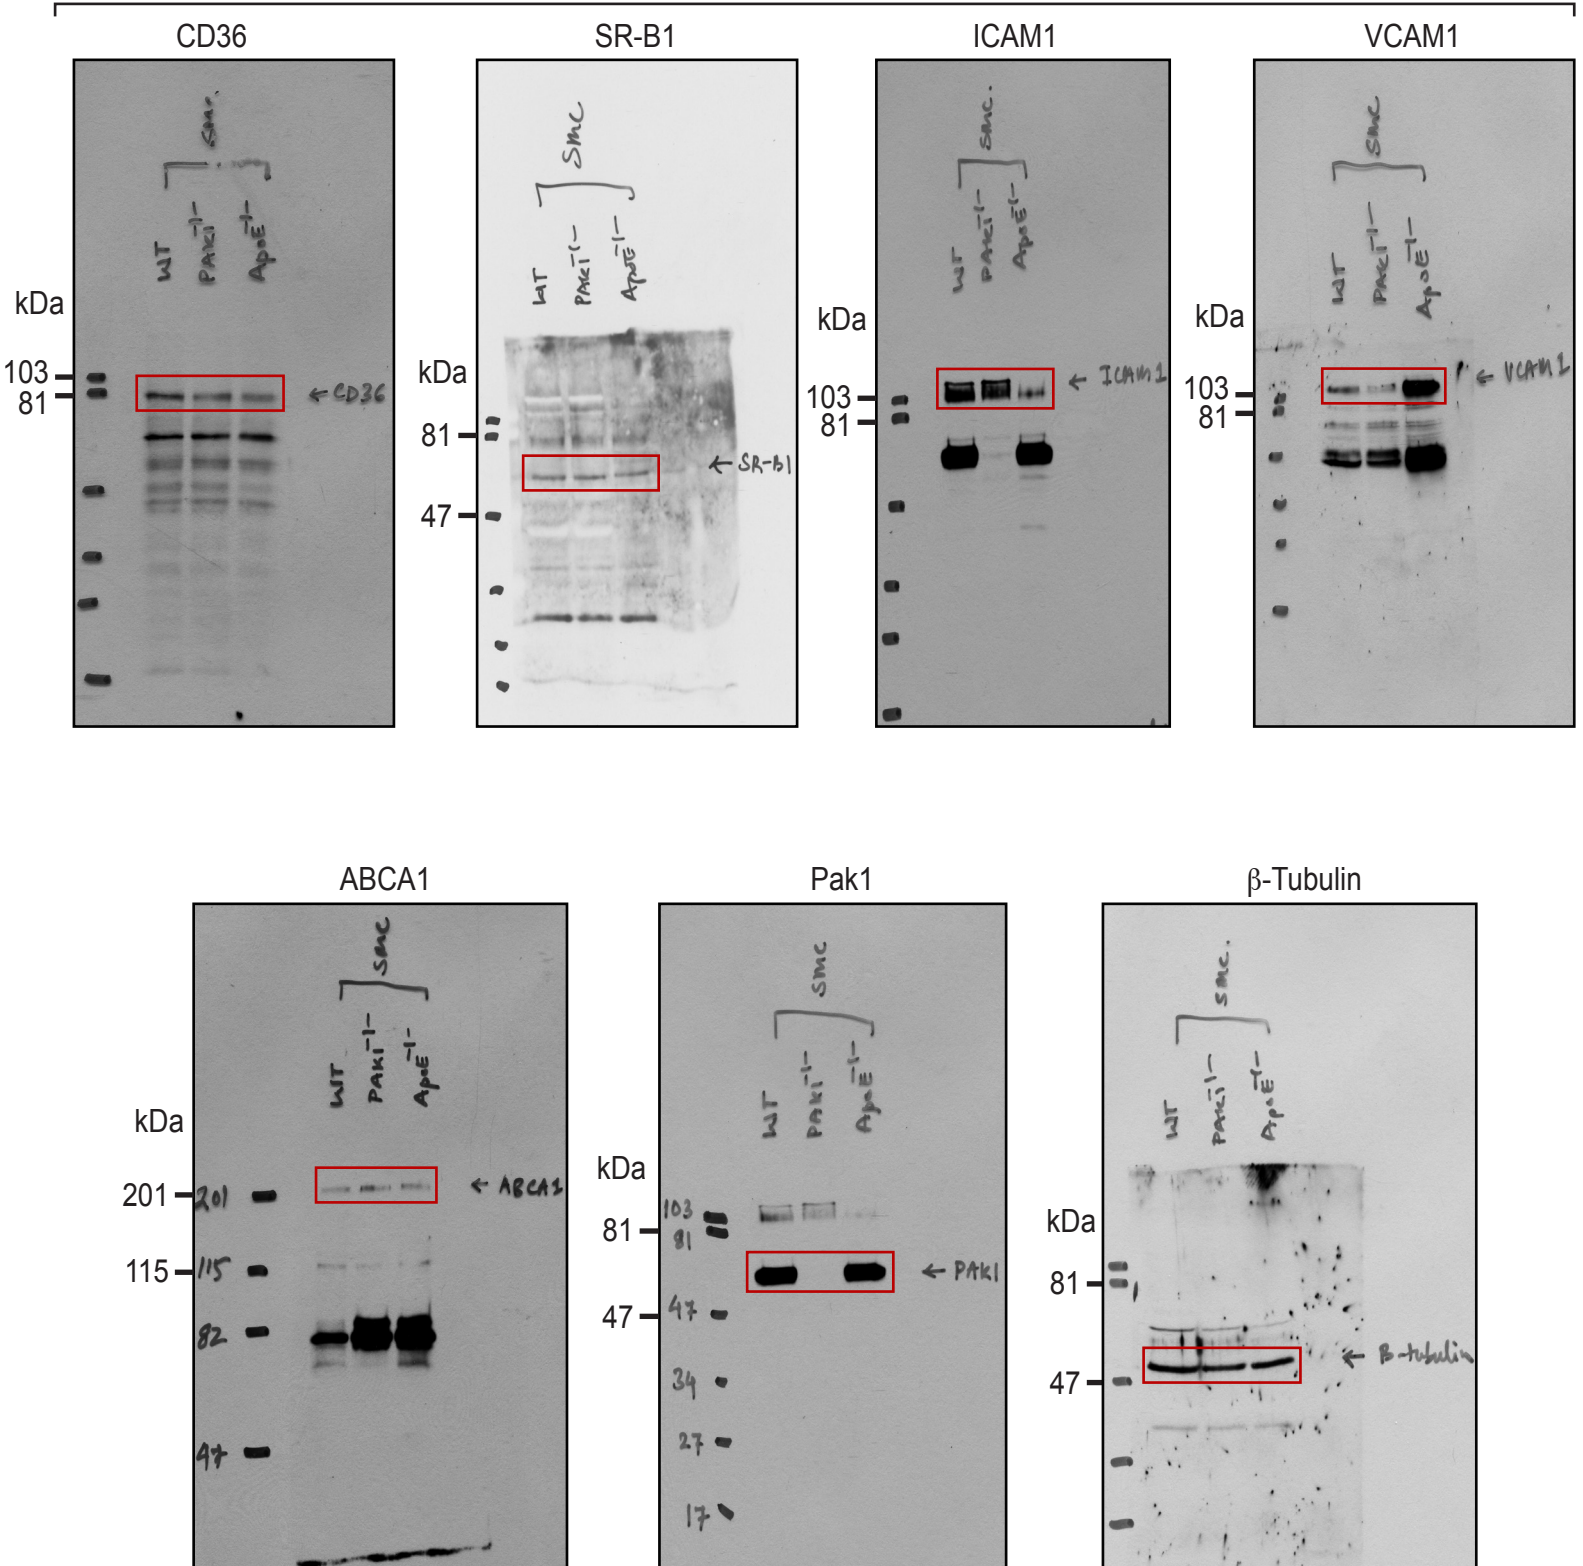 CD36
SR-B1
ICAM1
VCAM1
smc.
WT
PAK1-/-
ApoE-/-
kDa
103
81
← CD36
smc
WT
PAK1-/-
ApoE-/-
kDa
81
47
← SR-B1
smc.
WT
PAK1-/-
ApoE-/-
kDa
103
81
← ICAM1
smc
WT
PAK1-/-
ApoE-/-
kDa
103
81
← VCAM1
ABCA1
Pak1
β-Tubulin
smc
WT
PAK1-/-
ApoE-/-
kDa
201 201
115 115
82
47
← ABCA1
smc
WT
PAK1-/-
ApoE-/-
kDa
103
81 81
47 47
34
27
17
← PAK1
smc.
WT
PAK1-/-
ApoE-/-
kDa
81
47
← B-tubulin